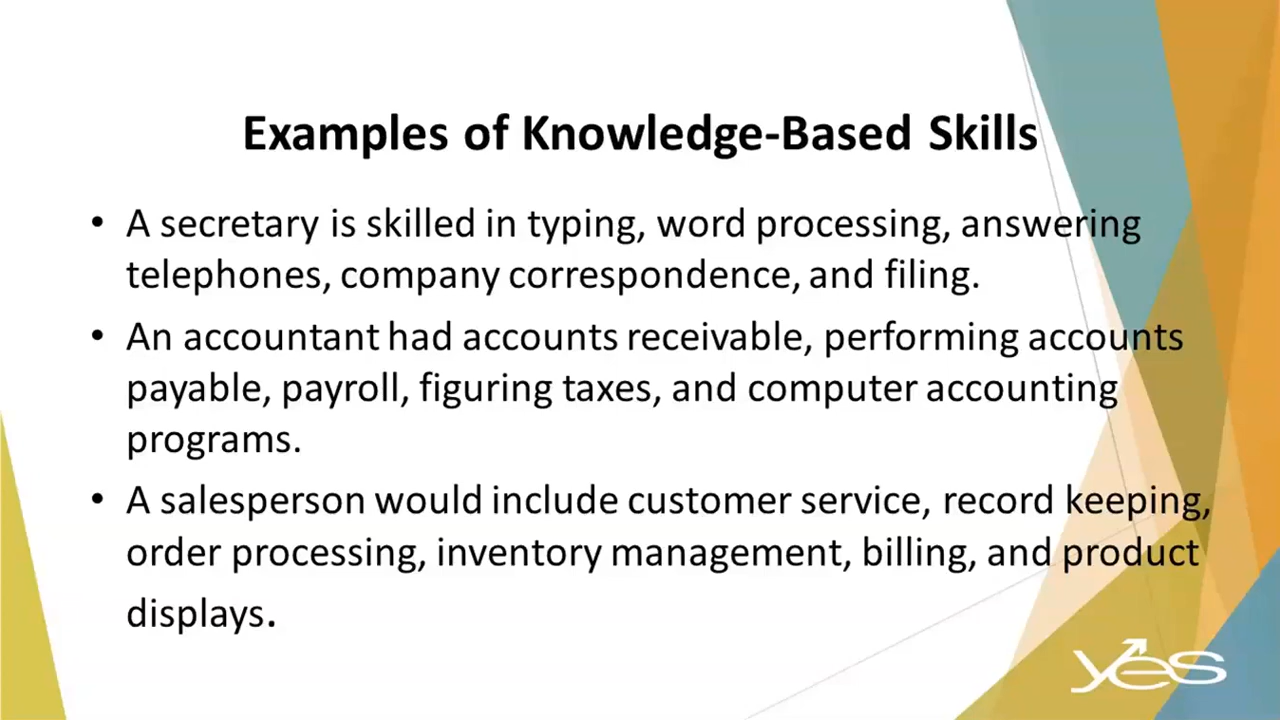 Examples of Knowledge-Based Skills
• A secretary is skilled in typing, word processing, answering
telephones, company correspondence, and filing.
• An accountant had accounts receivable, performing accounts
payable, payroll, figuring taxes, and computer accounting
programs.
• A salesperson would include customer service, record keeping,
order processing, inventory management, billing, and product
displays.
yes